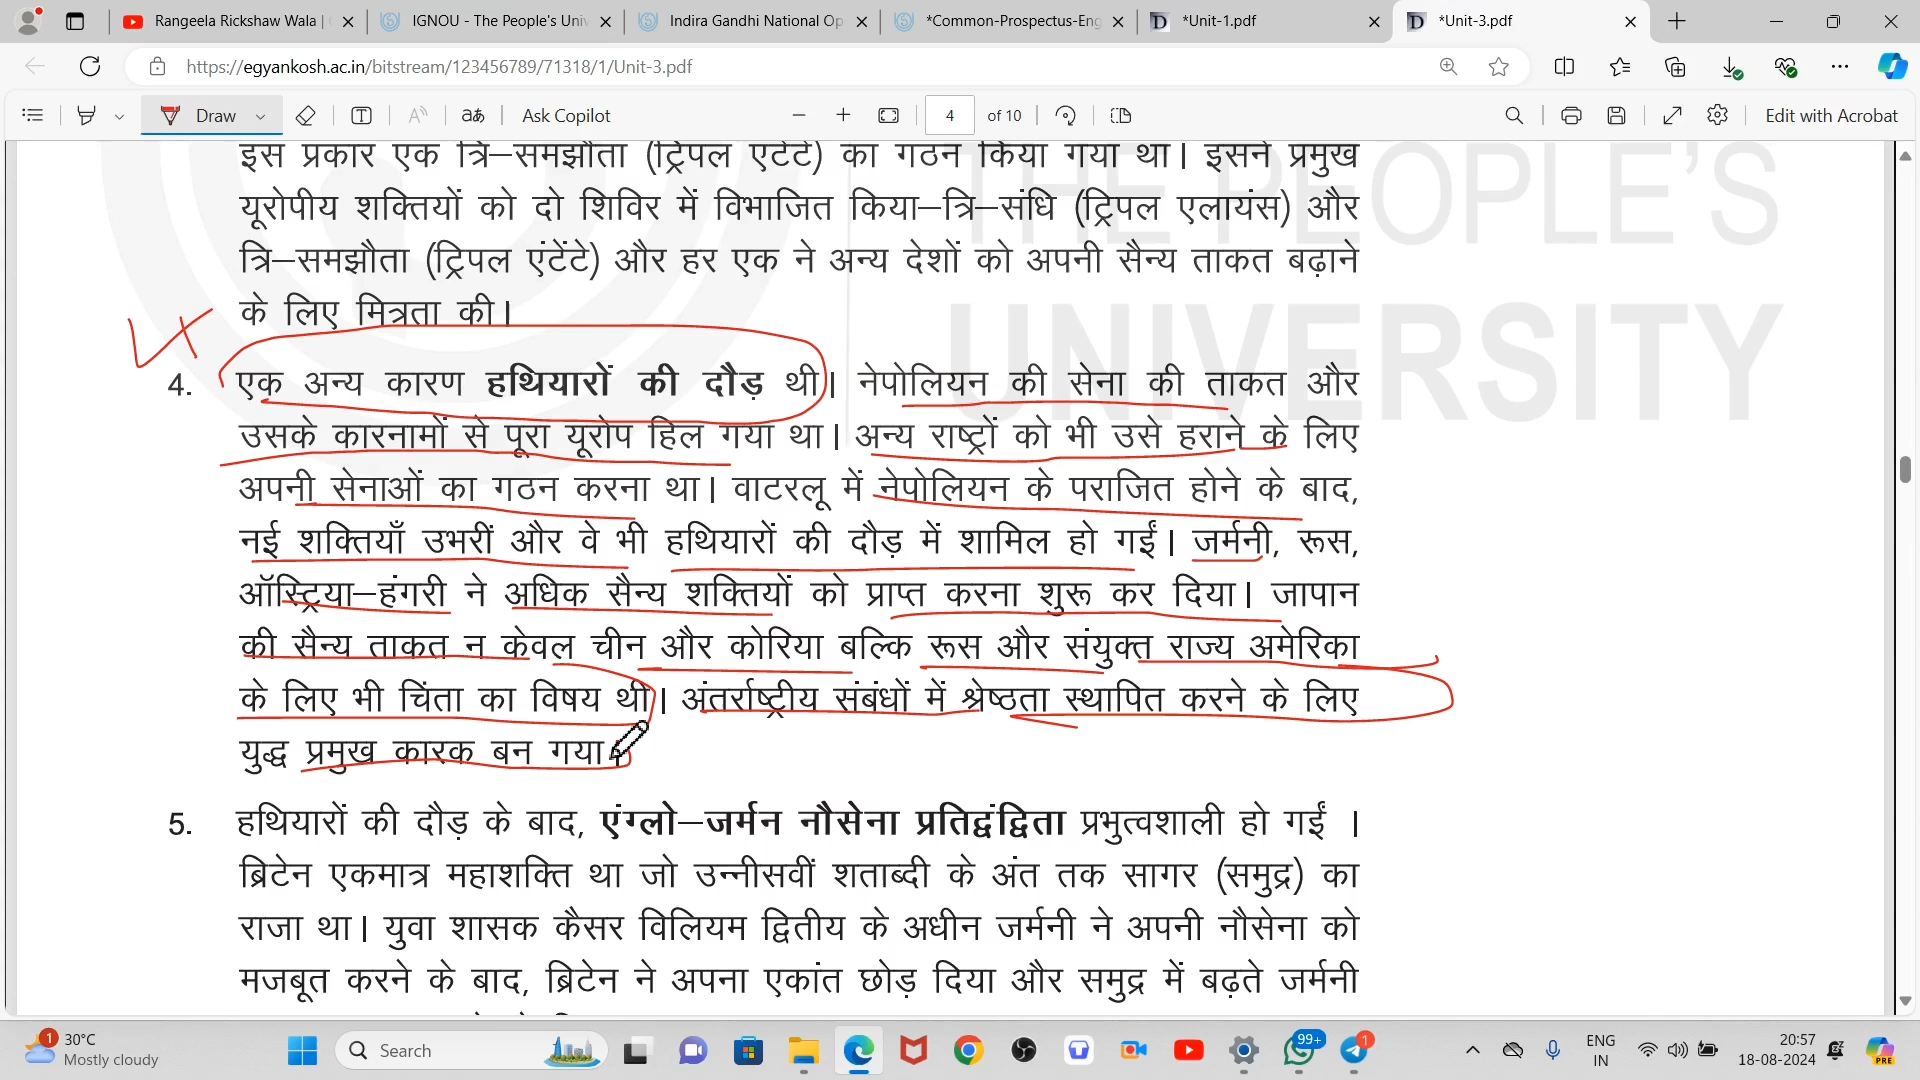 Rangeela Rickshaw Wala |
IGNOU - The People's Univ
Indira Gandhi National Op
*Common-Prospectus-Eng
*Unit-1.pdf
*Unit-3.pdf
https://egyankosh.ac.in/bitstream/123456789/71318/1/Unit-3.pdf
Draw
Ask Copilot
4 of 10
Edit with Acrobat
THE PEOPLE'S
UNIVERSITY
इस प्रकार एक त्रि–समझौता (ट्रिपल एंटेंटे) का गठन किया गया था। इसने प्रमुख
यूरोपीय शक्तियों को दो शिविर में विभाजित किया–त्रि–संधि (ट्रिपल एलायंस) और
त्रि–समझौता (ट्रिपल एंटेंटे) और हर एक ने अन्य देशों को अपनी सैन्य ताकत बढ़ाने
के लिए मित्रता की।
4. एक अन्य कारण हथियारों की दौड़ थी। नेपोलियन की सेना की ताकत और
उसके कारनामों से पूरा यूरोप हिल गया था। अन्य राष्ट्रों को भी उसे हराने के लिए
अपनी सेनाओं का गठन करना था। वाटरलू में नेपोलियन के पराजित होने के बाद,
नई शक्तियाँ उभरीं और वे भी हथियारों की दौड़ में शामिल हो गईं। जर्मनी, रूस,
ऑस्ट्रिया–हंगरी ने अधिक सैन्य शक्तियों को प्राप्त करना शुरू कर दिया। जापान
की सैन्य ताकत न केवल चीन और कोरिया बल्कि रूस और संयुक्त राज्य अमेरिका
के लिए भी चिंता का विषय थी। अंतर्राष्ट्रीय संबंधों में श्रेष्ठता स्थापित करने के लिए
युद्ध प्रमुख कारक बन गया।
5. हथियारों की दौड़ के बाद, एंग्लो–जर्मन नौसेना प्रतिद्वंद्विता प्रभुत्वशाली हो गई ।
ब्रिटेन एकमात्र महाशक्ति था जो उन्नीसवीं शताब्दी के अंत तक सागर (समुद्र) का
राजा था। युवा शासक कैसर विलियम द्वितीय के अधीन जर्मनी ने अपनी नौसेना को
मजबूत करने के बाद, ब्रिटेन ने अपना एकांत छोड़ दिया और समुद्र में बढ़ते जर्मनी
1
30°C
Mostly cloudy
Search
99+
1
ENG
IN
20:57
18-08-2024
PRE